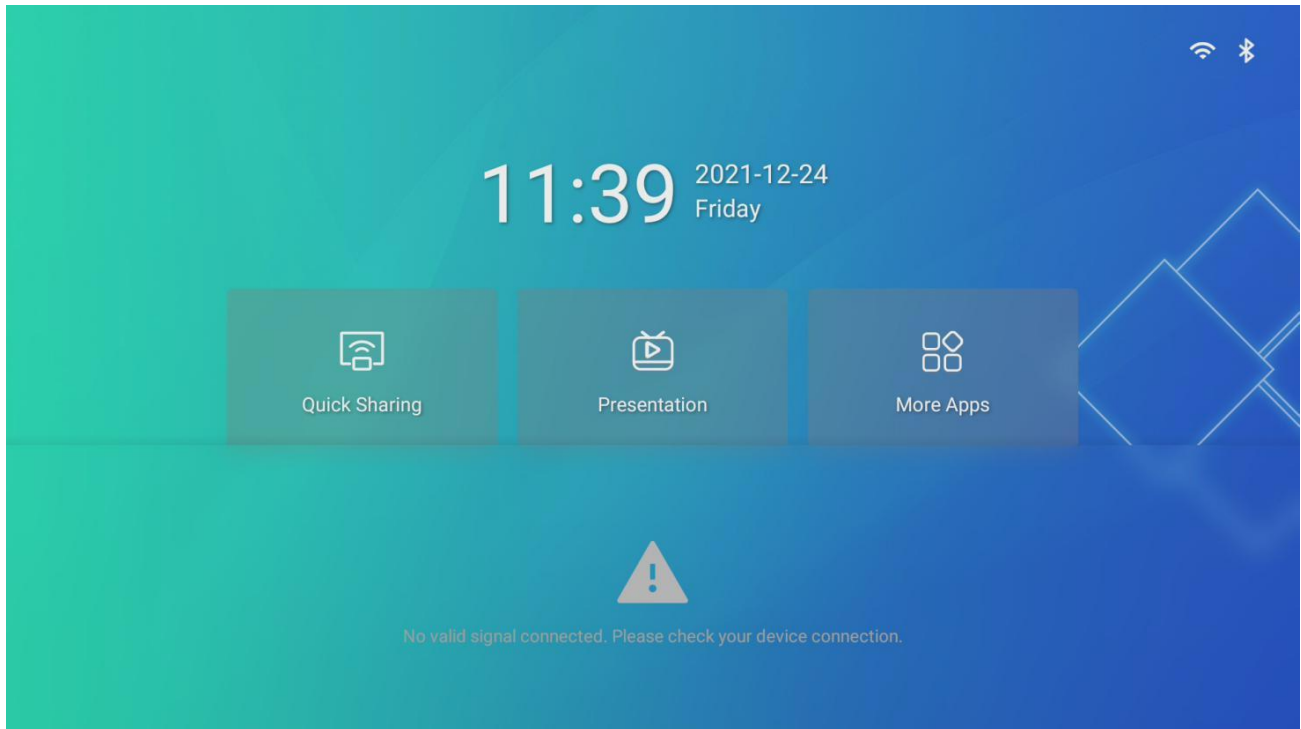 11:39
2021-12-24
Friday
Quick Sharing
Presentation
More Apps
No valid signal connected. Please check your device connection.